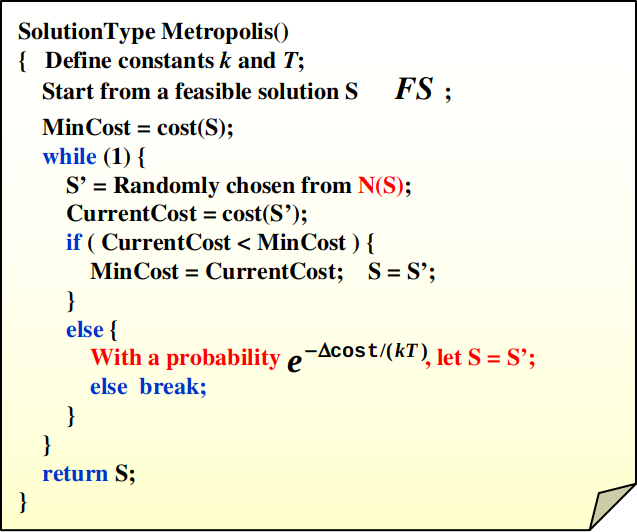 SolutionType Metropolis()
{ Define constants k and T;
Start from a feasible solution S FS ;
MinCost = cost(S);
while (1) {
S’ = Randomly chosen from N(S);
CurrentCost = cost(S’);
if ( CurrentCost < MinCost ) {
MinCost = CurrentCost; S = S’;
}
else {
With a probability e^−Δcost/(kT), let S = S’;
else break;
}
}
return S;
}